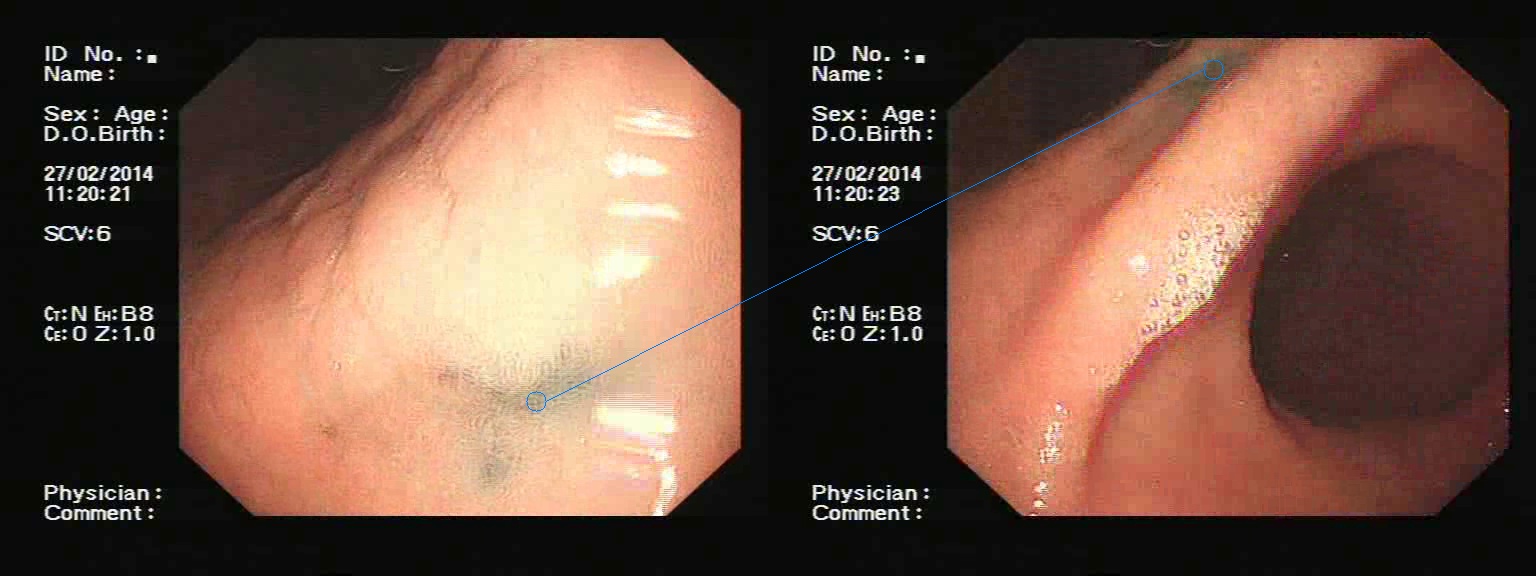 ID No. :
Name:
Sex: Age:
D.O.Birth:
27/02/2014
11:20:21
SCV:6
CT:N EH:B8
CE:0 Z:1.0
Physician:
Comment:
ID No. :
Name:
Sex: Age:
D.O.Birth:
27/02/2014
11:20:23
SCV:6
CT:N EH:B8
CE:0 Z:1.0
Physician:
Comment: